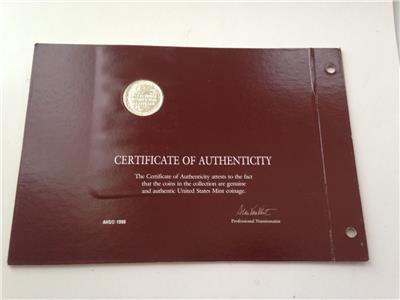 CERTIFICATE OF AUTHENTICITY
The Certificate of Authenticity attests to the fact
that the coins in the collection are genuine
and authentic United States Mint coinage.
Professional Numismatist